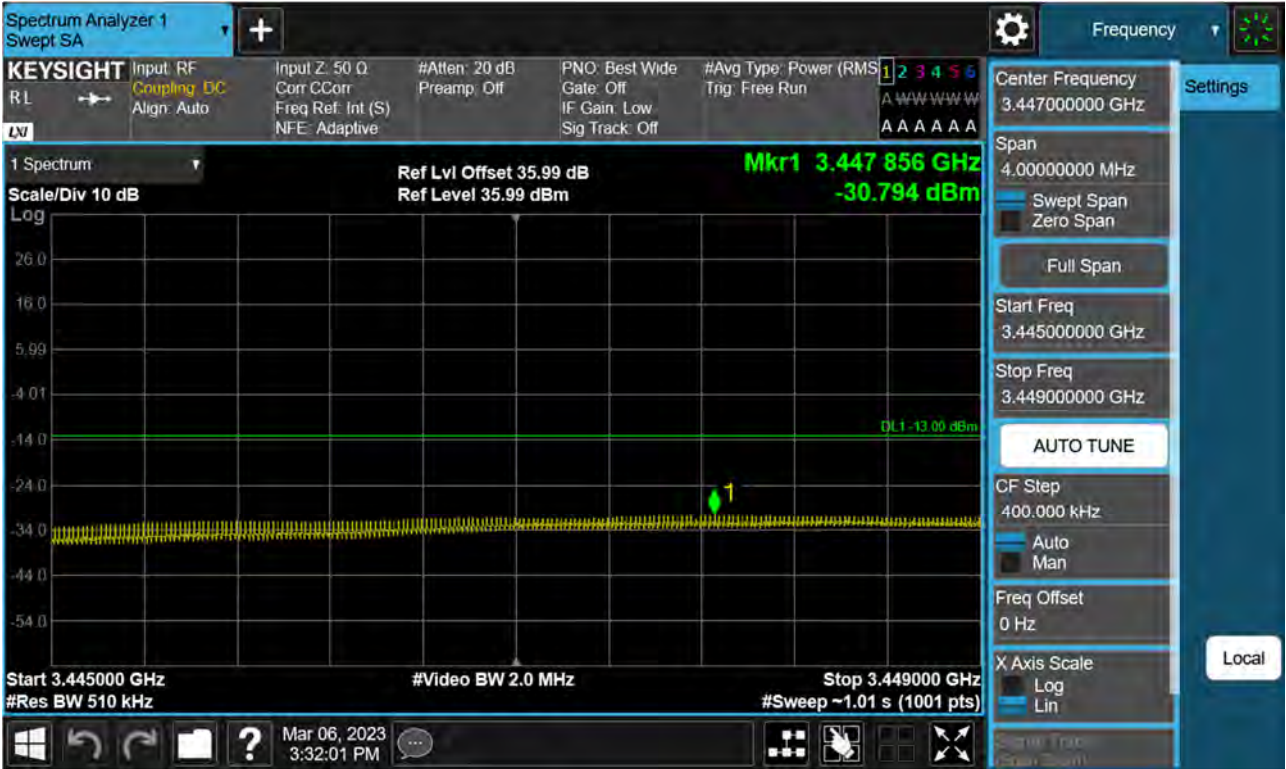 Spectrum Analyzer 1
Swept SA
+
Frequency
KEYSIGHT
RL
LXI
Input: RF
Coupling: DC
Align: Auto
Input Z: 50 Ω
Corr CCorr
Freq Ref: Int (S)
NFE: Adaptive
#Atten: 20 dB
Preamp: Off
PNO: Best Wide
Gate: Off
IF Gain: Low
Sig Track: Off
#Avg Type: Power (RMS
Trig: Free Run
1 2 3 4 5 6
A W W W W W
A A A A A A
1 Spectrum
Scale/Div 10 dB
Log
Ref Lvl Offset 35.99 dB
Ref Level 35.99 dBm
Mkr1 3.447 856 GHz
-30.794 dBm
26.0
16.0
5.99
-4.01
-14.0
-24.0
-34.0
-44.0
-54.0
DL1 -13.00 dBm
1
Start 3.445000 GHz
#Res BW 510 kHz
#Video BW 2.0 MHz
Stop 3.449000 GHz
#Sweep ~1.01 s (1001 pts)
Center Frequency
3.447000000 GHz
Span
4.00000000 MHz
Swept Span
Zero Span
Full Span
Start Freq
3.445000000 GHz
Stop Freq
3.449000000 GHz
AUTO TUNE
CF Step
400.000 kHz
Auto
Man
Freq Offset
0 Hz
X Axis Scale
Log
Lin
Signal Track
(Span Zoom)
Settings
Local
?
Mar 06, 2023
3:32:01 PM